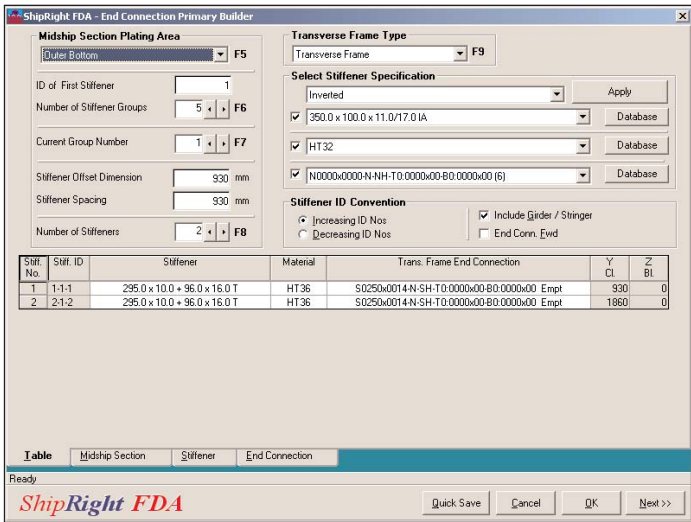 ShipRight FDA - End Connection Primary Builder
Midship Section Plating Area
Outer Bottom F5
ID of First Stiffener 1
Number of Stiffener Groups 5 F6
Current Group Number 1 F7
Stiffener Offset Dimension 930 mm
Stiffener Spacing 930 mm
Number of Stiffeners 2 F8
Transverse Frame Type
Transverse Frame F9
Select Stiffener Specification
Inverted Apply
350.0 x 100.0 x 11.0/17.0 IA Database
HT32 Database
N0000x0000-N-NH-T0:0000x00-B0:0000x00 (6) Database
Stiffener ID Convention
Increasing ID Nos Include Girder / Stringer
Decreasing ID Nos End Conn. Fwd
Stiff. No. Stiff. ID Stiffener Material Trans. Frame End Connection Y Cl. Z Bl.
1 1-1-1 295.0 x 10.0 + 96.0 x 16.0 T HT36 S0250x0014-N-SH-T0:0000x00-B0:0000x00 Empt 930 0
2 2-1-2 295.0 x 10.0 + 96.0 x 16.0 T HT36 S0250x0014-N-SH-T0:0000x00-B0:0000x00 Empt 1860 0
Table Midship Section Stiffener End Connection
Ready
ShipRight FDA Quick Save Cancel OK Next >>